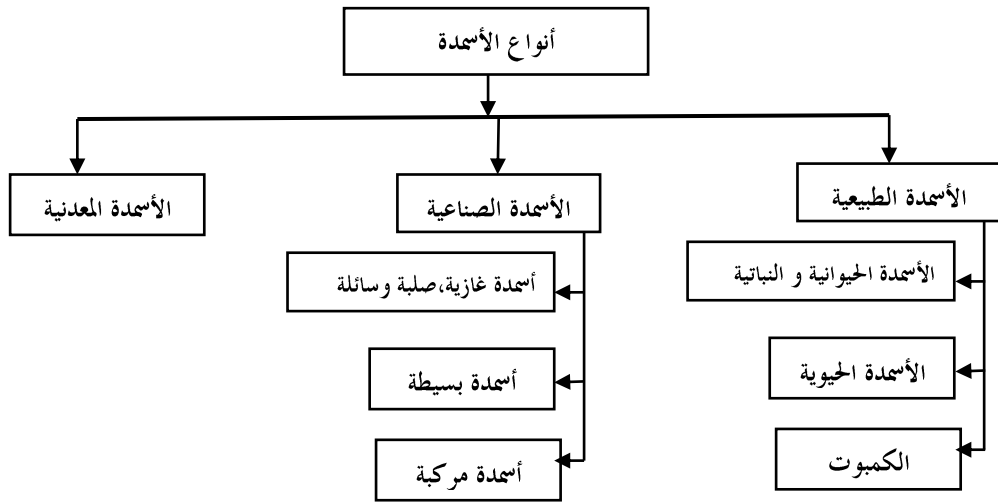 أنواع الأسمدة
الأسمدة الطبيعية
الأسمدة الصناعية
الأسمدة المعدنية
الأسمدة الحيوانية و النباتية
الأسمدة الحيوية
الكمبوت
أسمدة غازية،صلبة وسائلة
أسمدة بسيطة
أسمدة مركبة